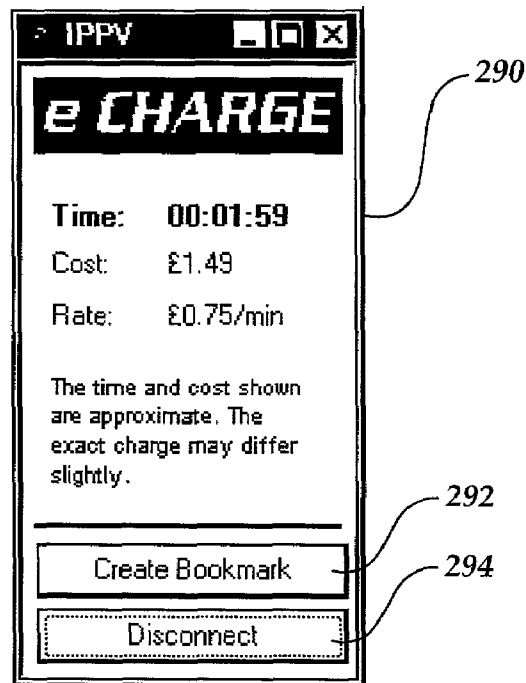 IPPV
290
e CHARGE
Time: 00:01:59
Cost: £1.49
Rate: £0.75/min
The time and cost shown
are approximate. The
exact charge may differ
slightly.
292
Create Bookmark
294
Disconnect